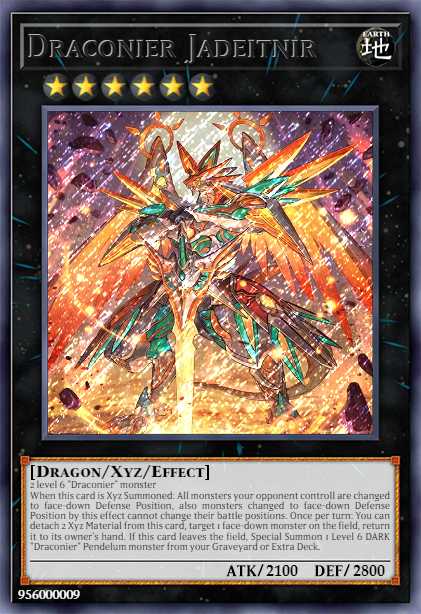 Draconier Jadeitnir
EARTH
地
[Dragon/Xyz/Effect]
2 level 6 "Draconier" monster
When this card is Xyz Summoned: All monsters your opponent controll are changed
to face-down Defense Position, also monsters changed to face-down Defense
Position by this effect cannot change their battle positions. Once per turn: You can
detach 2 Xyz Material from this card, target 1 face-down monster on the field, return
it to its owner's hand. If this card leaves the field, Special Summon 1 Level 6 DARK
"Draconier" Pendelum monster from your Graveyard or Extra Deck.
ATK/2100 DEF/2800
956000009